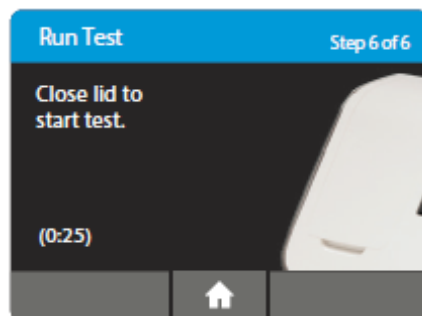 Run Test
Step 6 of 6
Close lid to
start test.
(0:25)